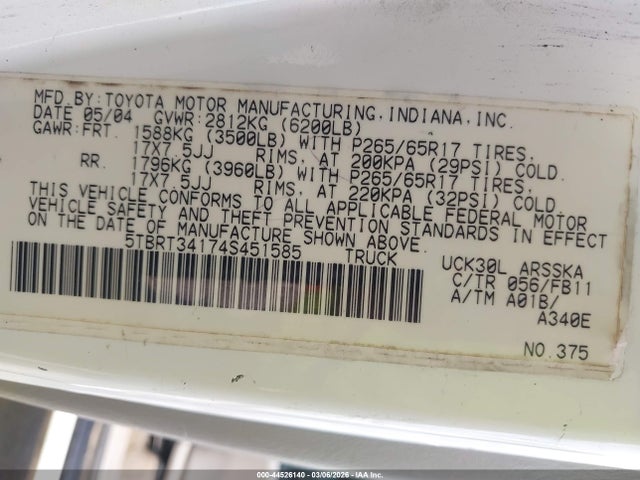 MFD.BY:TOYOTA MOTOR MANUFACTURING,INDIANA,INC.
DATE 05/04 GVWR:2812KG (6200LB)
GAWR:FRT. 1588KG (3500LB) WITH P265/65R17 TIRES,
17X7.5JJ RIMS, AT 200KPA (29PSI) COLD.
RR. 1796KG (3960LB) WITH P265/65R17 TIRES,
17X7.5JJ RIMS, AT 220KPA (32PSI) COLD.
THIS VEHICLE CONFORMS TO ALL APPLICABLE FEDERAL MOTOR
VEHICLE SAFETY AND THEFT PREVENTION STANDARDS IN EFFECT
ON THE DATE OF MANUFACTURE SHOWN ABOVE.
5TBRT34174S451585 TRUCK
UCK30L ARSSKA
C/TR 056/FB11
A/TM A01B/
A340E
NO.375
000-44526140 - 03/06/2026 - IAA Inc.